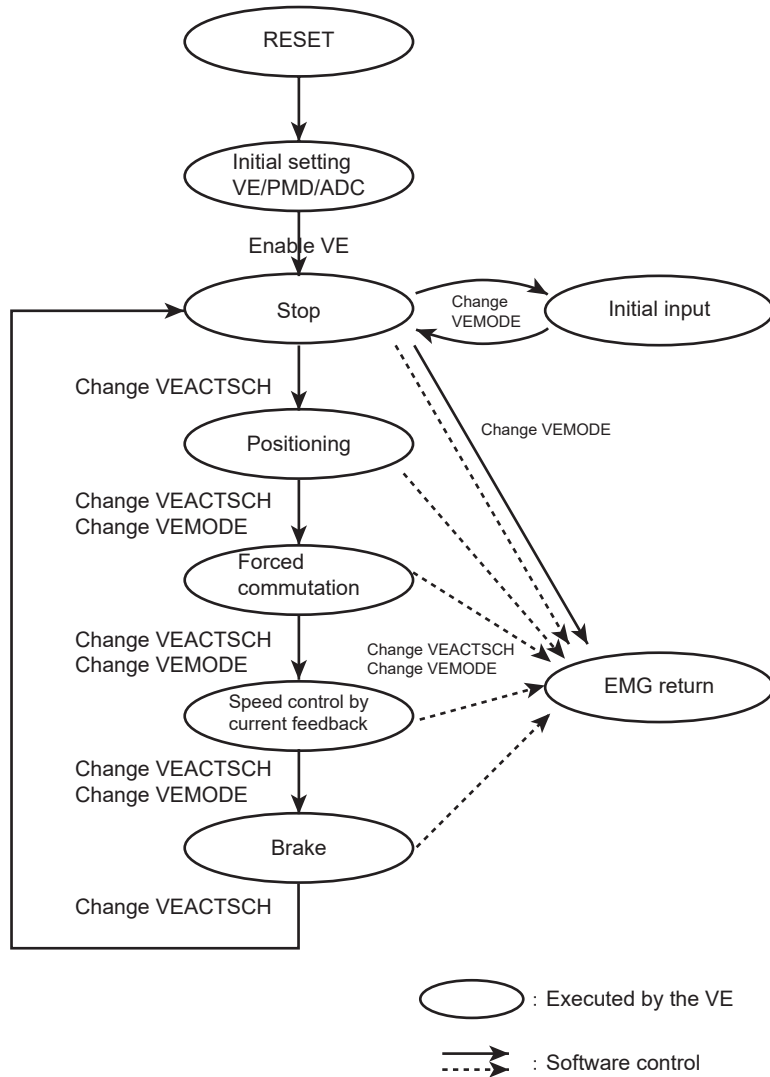 RESET
Initial setting
VE/PMD/ADC
Enable VE
Stop
Change
VEMODE
Initial input
Change VEACTSCH
Change VEMODE
Positioning
Change VEACTSCH
Change VEMODE
Forced
commutation
Change VEACTSCH
Change VEMODE
Change VEACTSCH
Change VEMODE
Speed control by
current feedback
EMG return
Change VEACTSCH
Change VEMODE
Brake
Change VEACTSCH
: Executed by the VE
: Software control